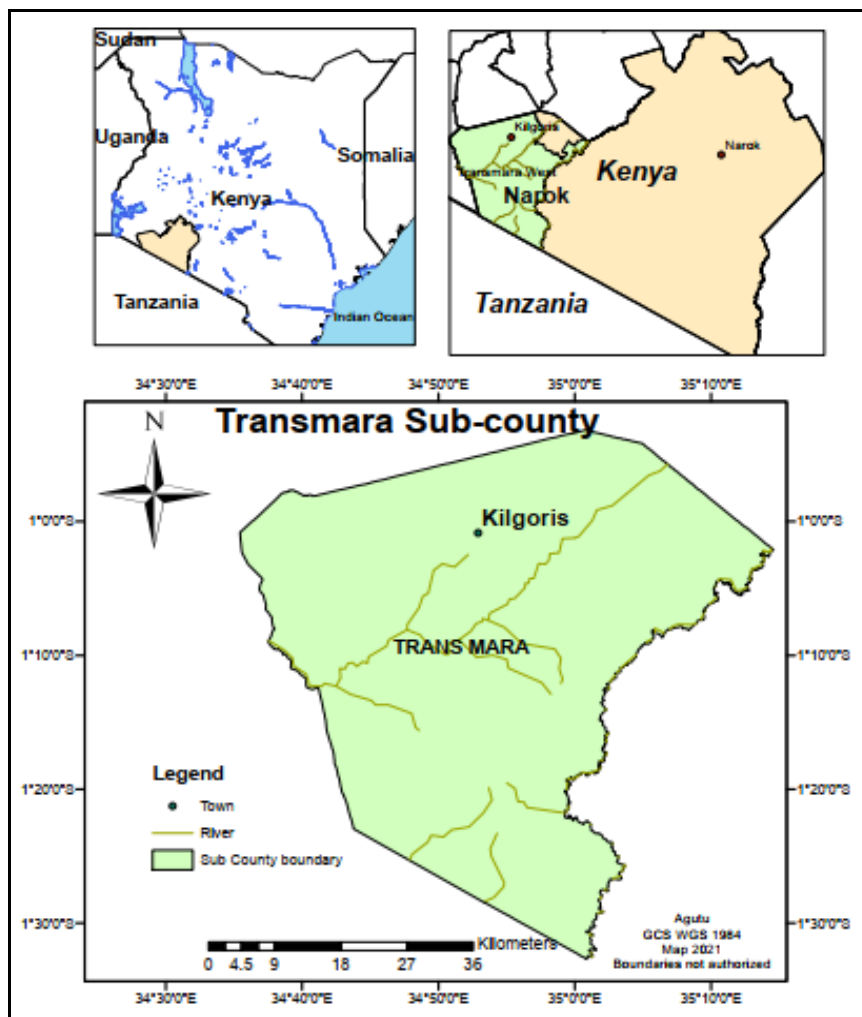 Sudan
Uganda
Somalia
Kenya
Tanzania
Indian Ocean
Kilgoris
Narok
Transmara West
Kenya
Napok
Tanzania
34°30'0"E 34°40'0"E 34°50'0"E 35°0'0"E 35°10'0"E
Transmara Sub-county
N
Kilgoris
1°0'0"S 1°0'0"S
TRANS MARA
1°10'0"S 1°10'0"S
Legend
1°20'0"S 1°20'0"S
Town
River
Sub County boundary
1°30'0"S 1°30'0"S
Agutu
GCS WGS 1984
Map 2021
Boundaries not authorized
Kilometers
0 4.5 9 18 27 36
34°30'0"E 34°40'0"E 34°50'0"E 35°0'0"E 35°10'0"E